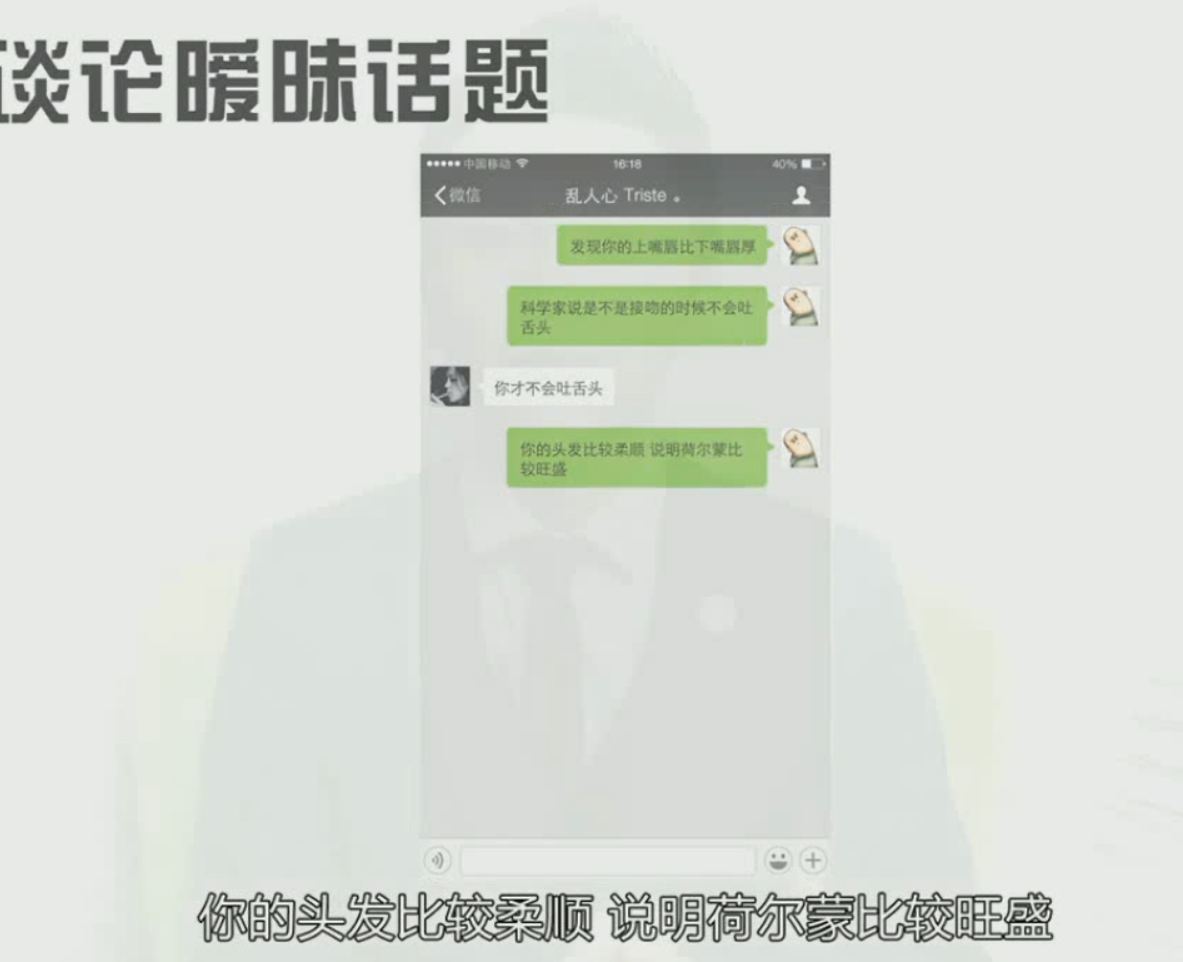 谈论暧昧话题
中国移动 16:18 40%
微信 乱人心 Triste 。
发现你的上嘴唇比下嘴唇厚
科学家说是不是接吻的时候不会吐
舌头
你才不会吐舌头
你的头发比较柔顺 说明荷尔蒙比
较旺盛
你的头发比较柔顺 说明荷尔蒙比较旺盛